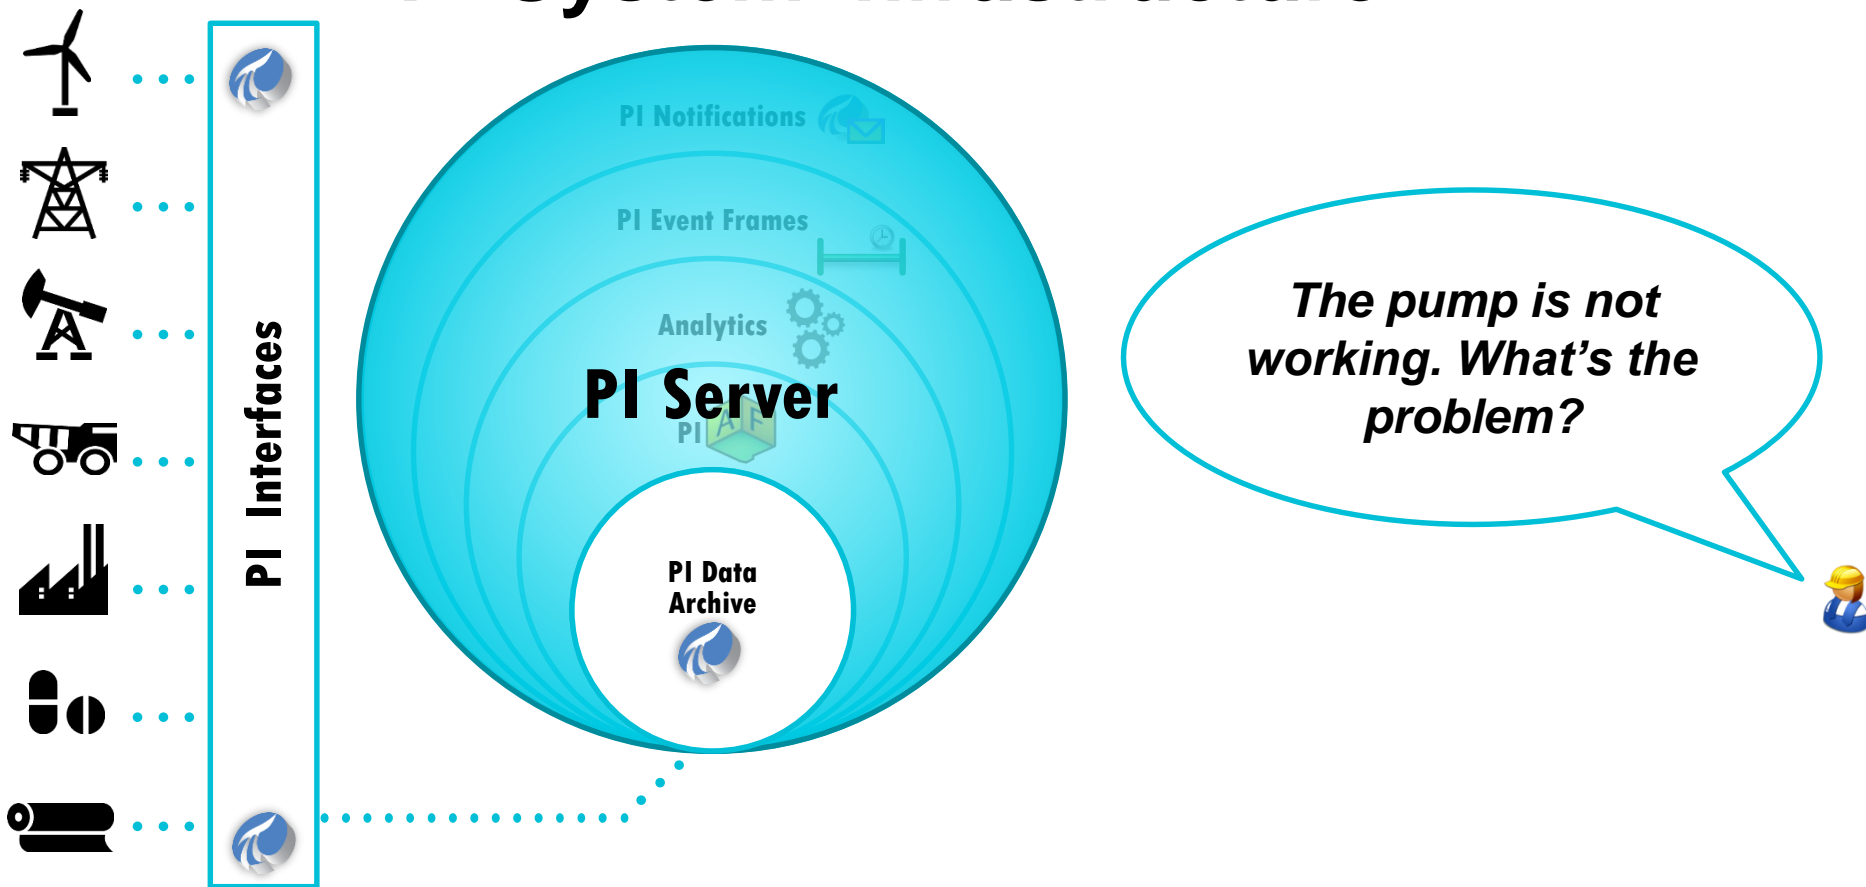 PI Interfaces
PI Notifications
PI Event Frames
Analytics
PI Server
PI AF
PI Data
Archive
The pump is not
working. What's the
problem?